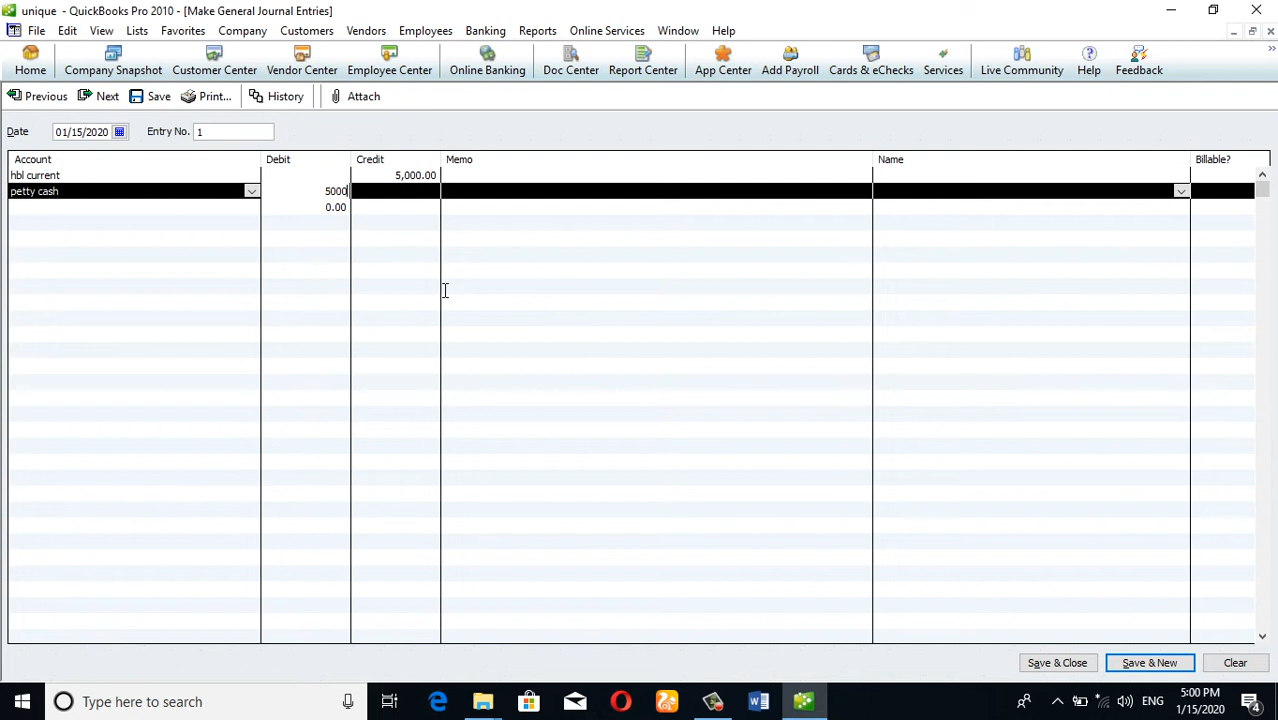 unique - QuickBooks Pro 2010 - [Make General Journal Entries]
File Edit View Lists Favorites Company Customers Vendors Employees Banking Reports Online Services Window Help
Home Company Snapshot Customer Center Vendor Center Employee Center Online Banking Doc Center Report Center App Center Add Payroll Cards & eChecks Services Live Community Help Feedback
Previous Next Save Print... History Attach
Date 01/15/2020 Entry No. 1
Account Debit Credit Memo Name Billable?
hbl current 5,000.00
petty cash 5000
0.00
Save & Close Save & New Clear
Type here to search ENG 5:00 PM
1/15/2020 4